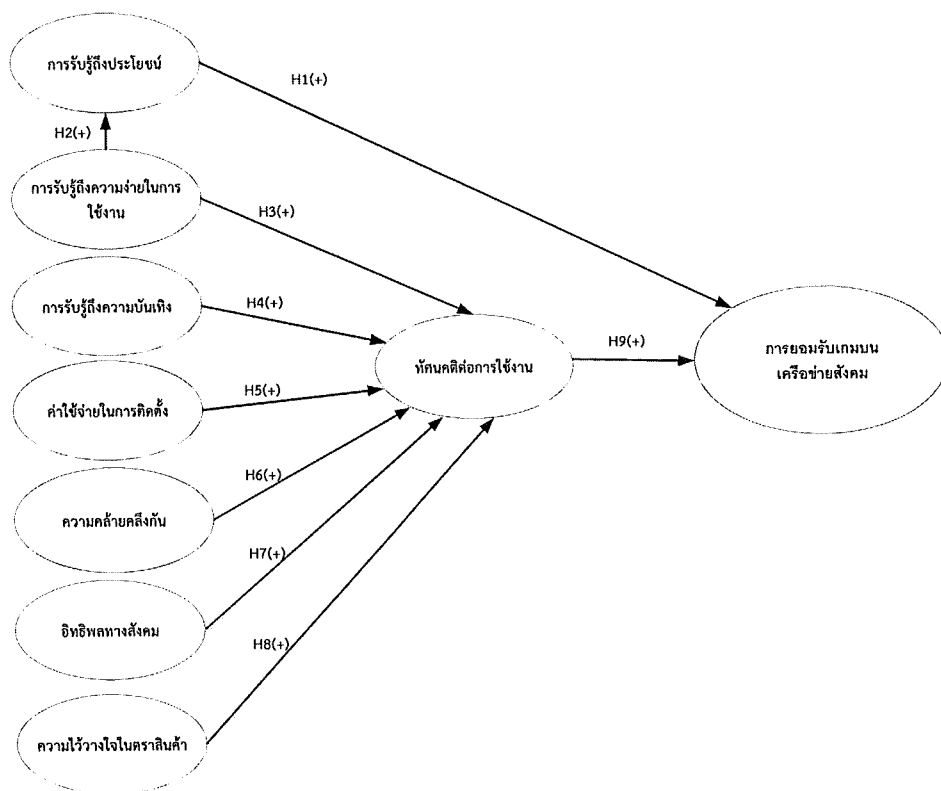 การรับรู้ถึงประโยชน์
H1(+)
H2(+)
การรับรู้ถึงความง่ายในการ
ใช้งาน
H3(+)
การรับรู้ถึงความบันเทิง
H4(+)
ทัศนคติต่อการใช้งาน
H9(+)
การยอมรับเกมบน
เครือข่ายสังคม
ค่าใช้จ่ายในการติดตั้ง
H5(+)
H6(+)
ความคล้ายคลึงกัน
H7(+)
อิทธิพลทางสังคม
H8(+)
ความไว้วางใจในตราสินค้า